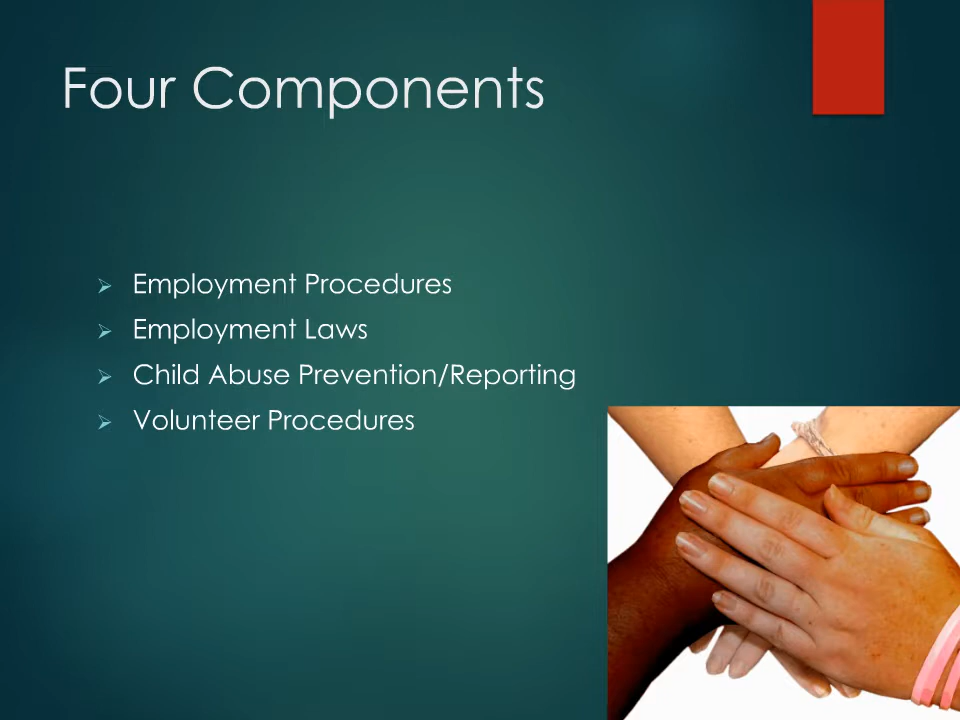 Four Components
Employment Procedures
Employment Laws
Child Abuse Prevention/Reporting
Volunteer Procedures